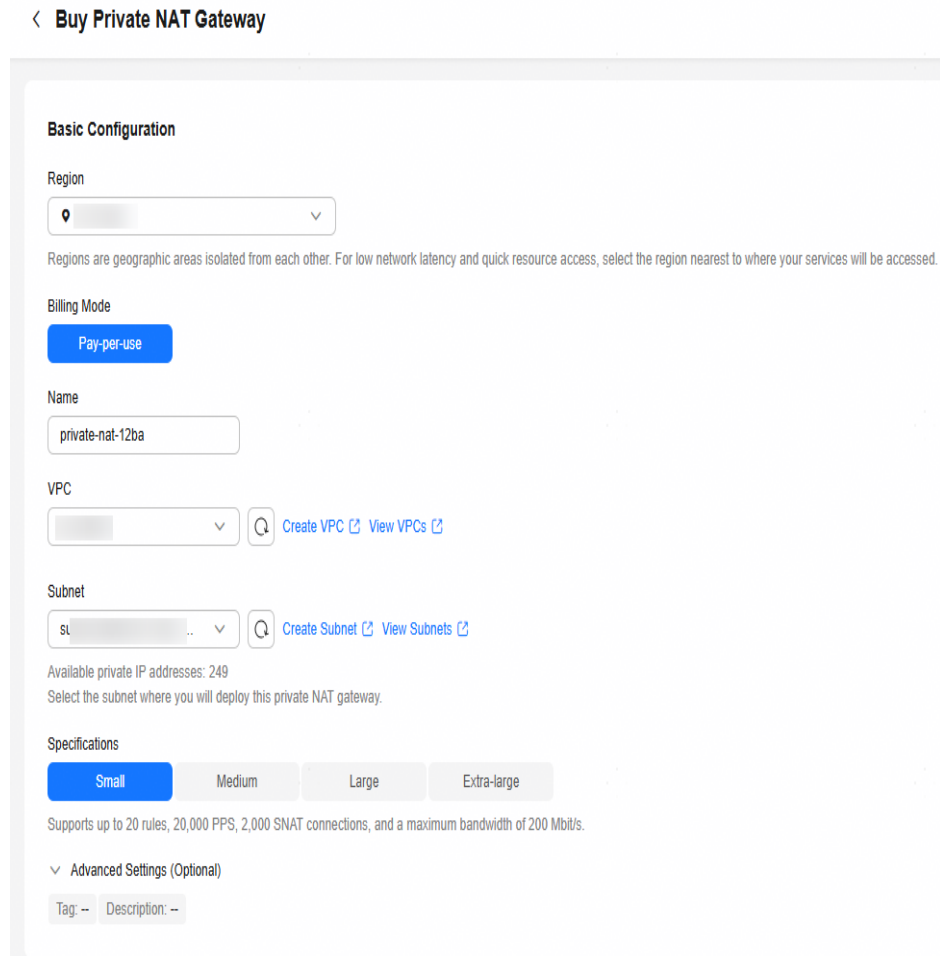 Buy Private NAT Gateway
Basic Configuration
Region
Regions are geographic areas isolated from each other. For low network latency and quick resource access, select the region nearest to where your services will be accessed.
Billing Mode
Pay-per-use
Name
private-nat-12ba
VPC
Create VPC View VPCs
Subnet
.. Create Subnet View Subnets
Available private IP addresses: 249
Select the subnet where you will deploy this private NAT gateway.
Specifications
Small Medium Large Extra-large
Supports up to 20 rules, 20,000 PPS, 2,000 SNAT connections, and a maximum bandwidth of 200 Mbit/s.
Advanced Settings (Optional)
Tag: -- Description: --